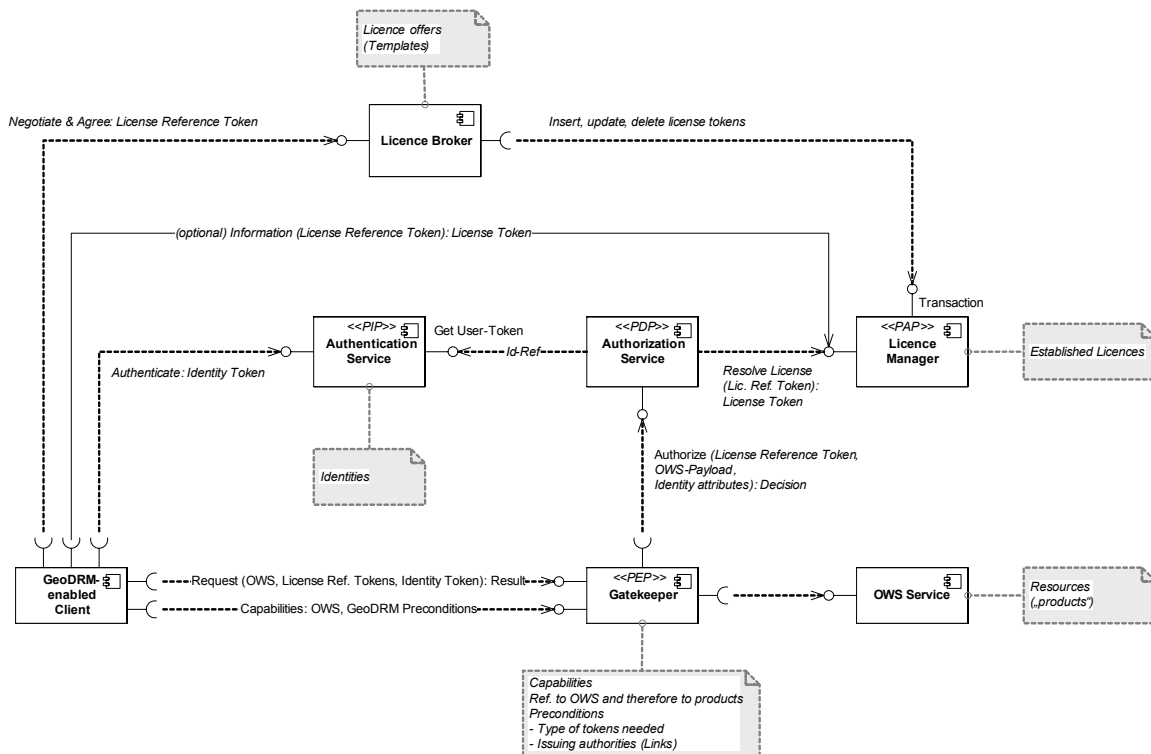 Licence offers
(Templates)
Negotiate & Agree: License Reference Token
Insert, update, delete license tokens
Licence Broker
(optional) Information (License Reference Token): License Token
Transaction
<<PIP>>
Authentication
Service
Get User-Token
Id-Ref
<<PDP>>
Authorization
Service
<<PAP>>
Licence
Manager
Established Licences
Authenticate: Identity Token
Resolve License
(Lic. Ref. Token):
License Token
Identities
Authorize (License Reference Token,
OWS-Payload,
Identity attributes): Decision
GeoDRM-
enabled
Client
Request (OWS, License Ref. Tokens, Identity Token): Result
Capabilities: OWS, GeoDRM Preconditions
<<PEP>>
Gatekeeper
OWS Service
Resources
(„products“)
Capabilities
Ref. to OWS and therefore to products
Preconditions
- Type of tokens needed
- Issuing authorities (Links)